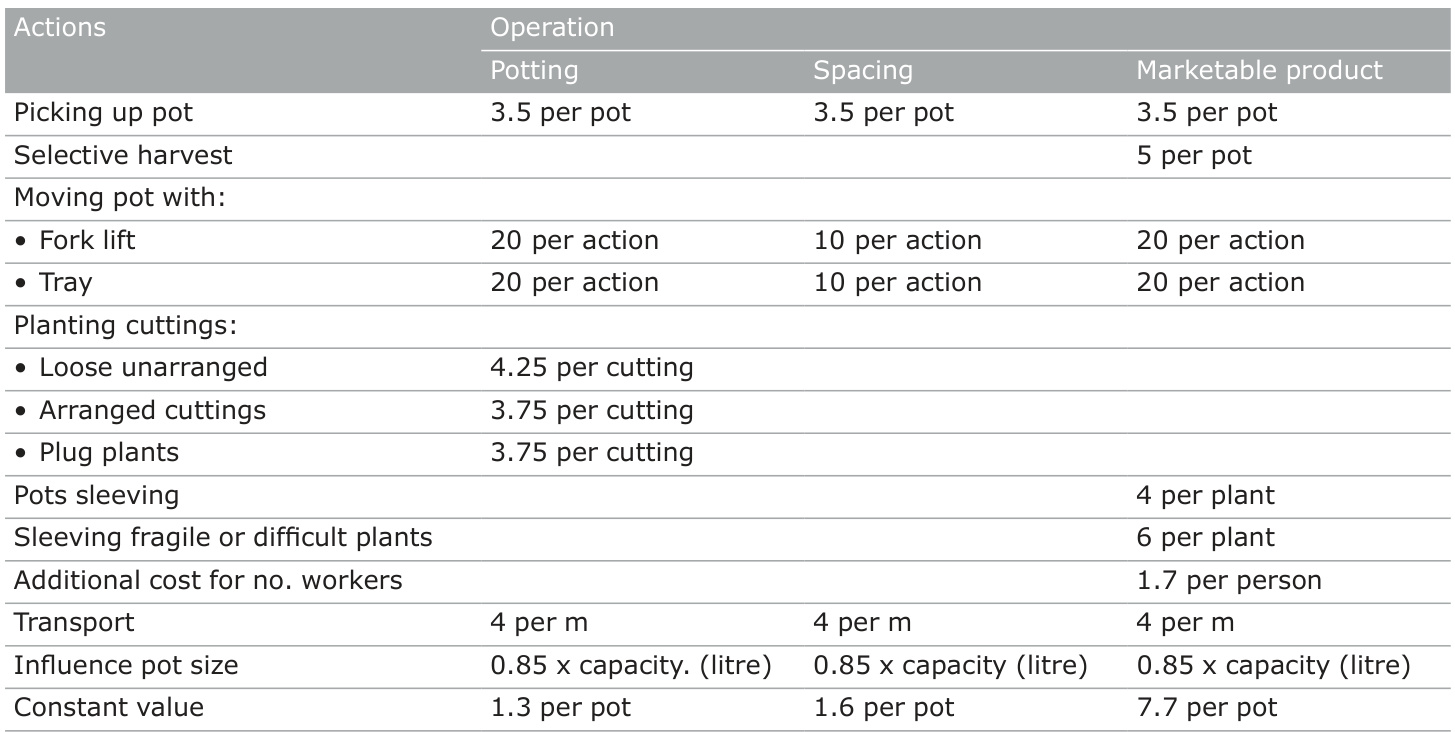 Actions Operation
Potting Spacing Marketable product
Picking up pot 3.5 per pot 3.5 per pot 3.5 per pot
Selective harvest 5 per pot
Moving pot with:
• Fork lift 20 per action 10 per action 20 per action
• Tray 20 per action 10 per action 20 per action
Planting cuttings:
• Loose unarranged 4.25 per cutting
• Arranged cuttings 3.75 per cutting
• Plug plants 3.75 per cutting
Pots sleeving 4 per plant
Sleeving fragile or difficult plants 6 per plant
Additional cost for no. workers 1.7 per person
Transport 4 per m 4 per m 4 per m
Influence pot size 0.85 x capacity. (litre) 0.85 x capacity (litre) 0.85 x capacity (litre)
Constant value 1.3 per pot 1.6 per pot 7.7 per pot